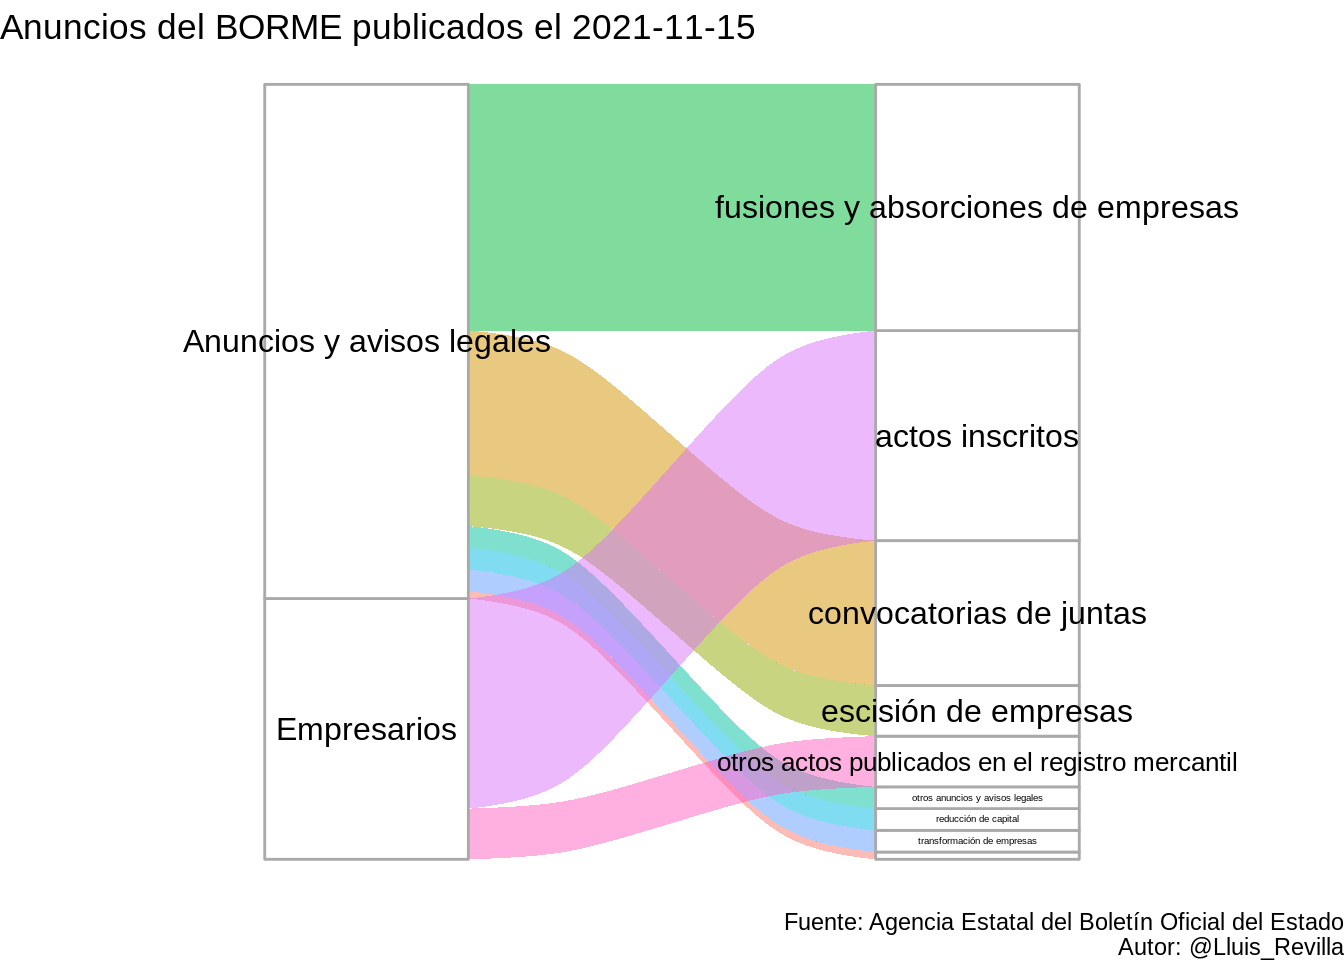 Anuncios del BORME publicados el 2021-11-15
fusiones y absorciones de empresas
Anuncios y avisos legales
actos inscritos
convocatorias de juntas
escisión de empresas
Empresarios
otros actos publicados en el registro mercantil
otros anuncios y avisos legales
reducción de capital
transformación de empresas
Fuente: Agencia Estatal del Boletín Oficial del Estado
Autor: @Lluis_Revilla